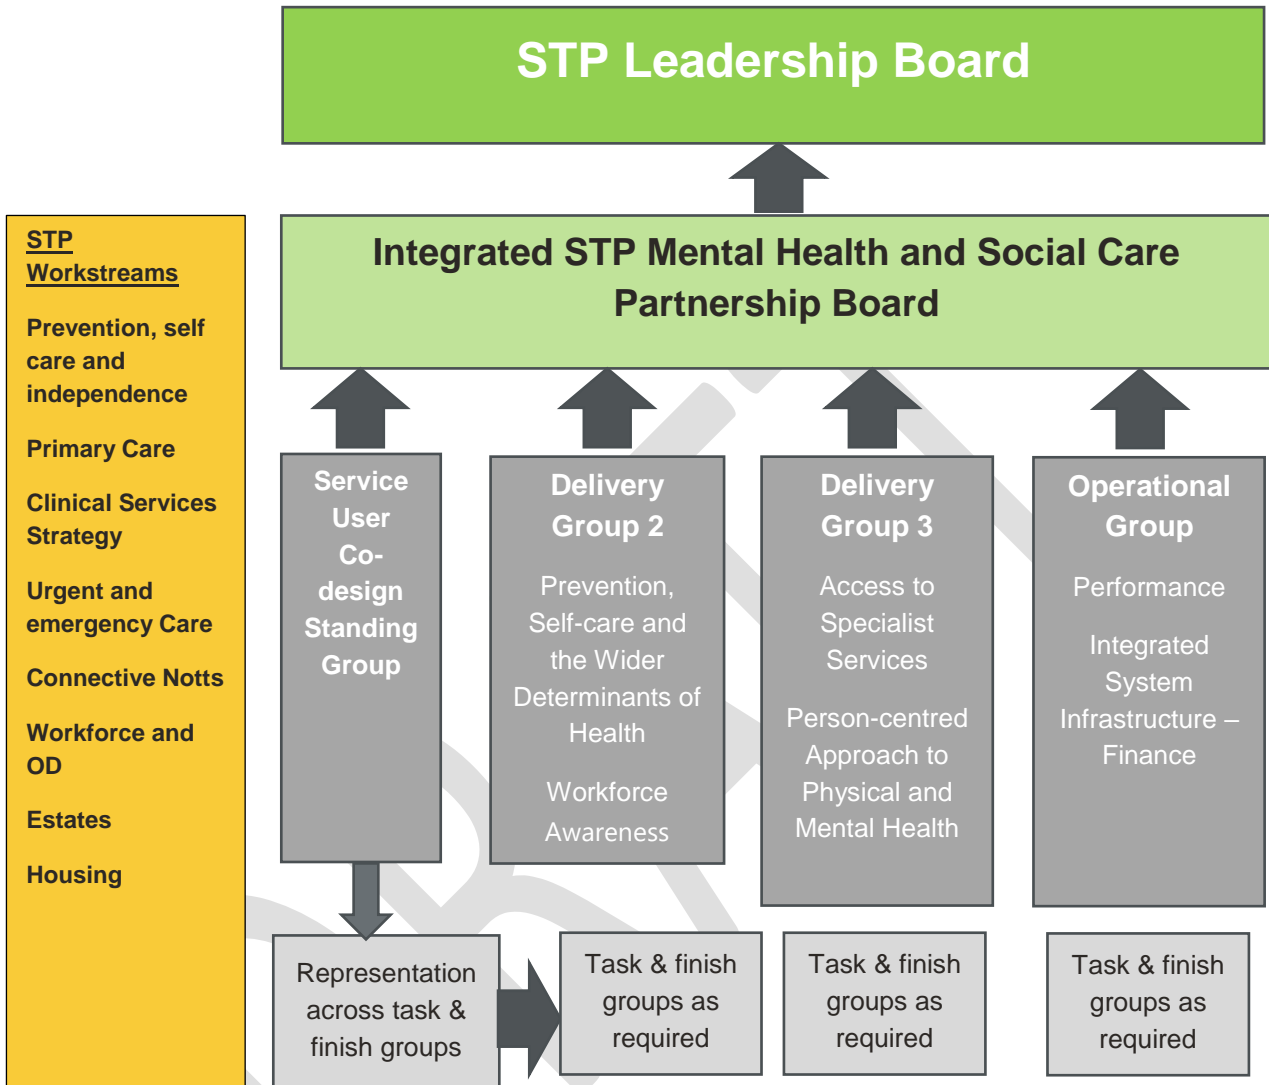 STP Leadership Board
Integrated STP Mental Health and Social Care
Partnership Board
STP
Workstreams
Prevention, self
care and
independence
Primary Care
Clinical Services
Strategy
Urgent and
emergency Care
Connective Notts
Workforce and
OD
Estates
Housing
Service
User
Co-
design
Standing
Group
Delivery
Group 2
Prevention,
Self-care and
the Wider
Determinants of
Health
Workforce
Awareness
Delivery
Group 3
Access to
Specialist
Services
Person-centred
Approach to
Physical and
Mental Health
Operational
Group
Performance
Integrated
System
Infrastructure –
Finance
Representation
across task &
finish groups
Task & finish
groups as
required
Task & finish
groups as
required
Task & finish
groups as
required
DRAFT